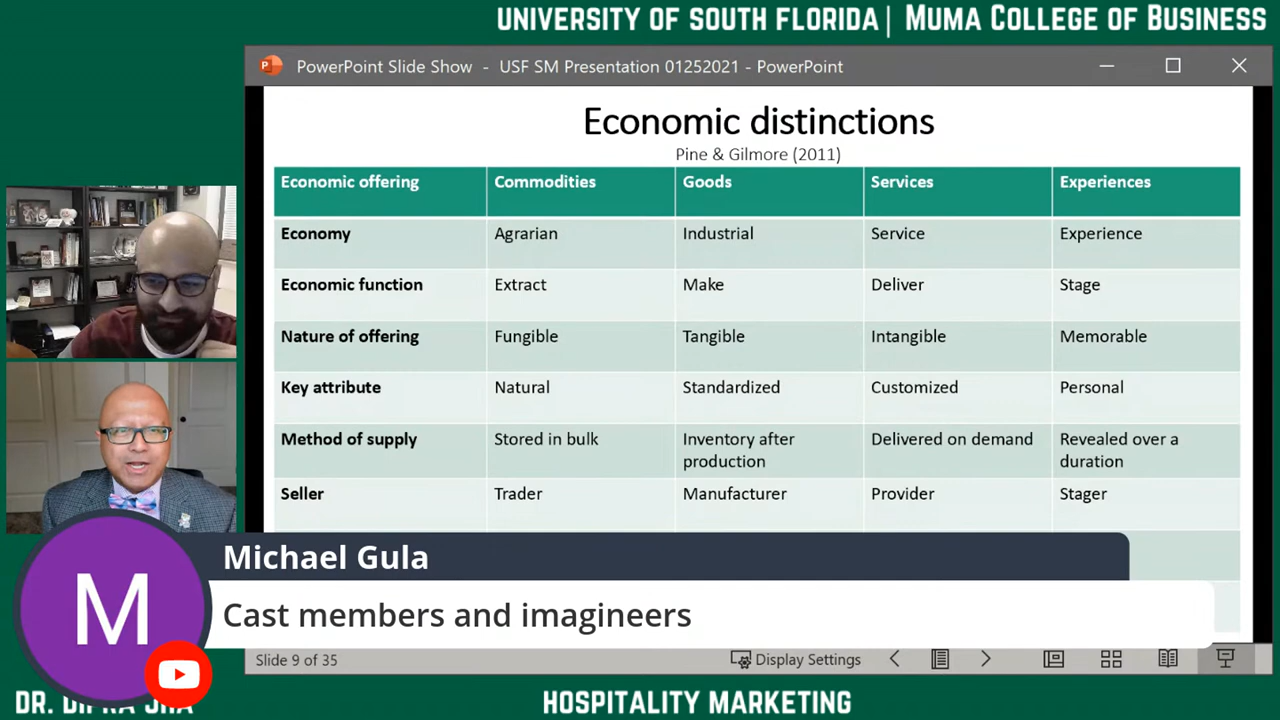 UNIVERSITY OF SOUTH FLORIDA| MUMA COLLEGE OF BUSINESS
PowerPoint Slide Show - USF SM Presentation 01252021 - PowerPoint
Economic distinctions
Pine & Gilmore (2011)
Economic offering Commodities Goods Services Experiences
Economy Agrarian Industrial Service Experience
Economic function Extract Make Deliver Stage
Nature of offering Fungible Tangible Intangible Memorable
Key attribute Natural Standardized Customized Personal
Method of supply Stored in bulk Inventory after production Delivered on demand Revealed over a duration
Seller Trader Manufacturer Provider Stager
M
Michael Gula
Cast members and imagineers
Slide 9 of 35 Display Settings
DR.
HOSPITALITY MARKETING